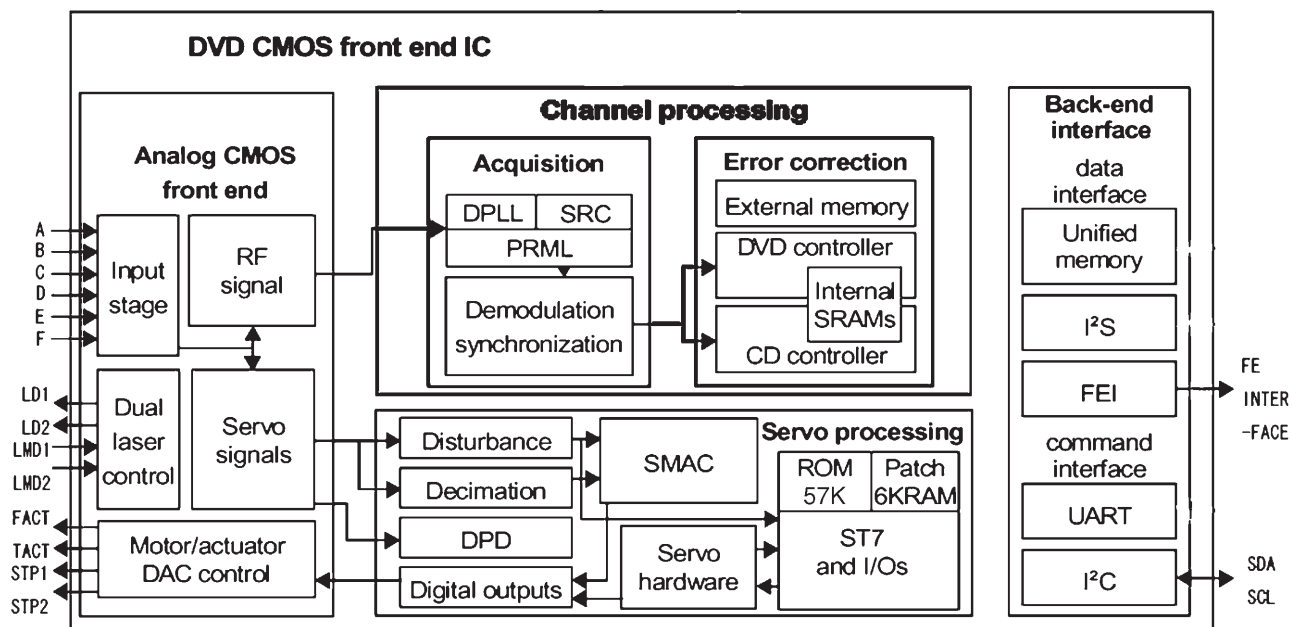 DVD CMOS front end IC
Analog CMOS
front end
A
B
C
D
E
F
Input
stage
RF
signal
LD1
LD2
LMD1
LMD2
Dual
laser
control
Servo
signals
FACT
TACT
STP1
STP2
Motor/actuator
DAC control
Channel processing
Acquisition
DPLL
SRC
PRML
Demodulation
synchronization
Error correction
External memory
DVD controller
Internal
SRAMs
CD controller
Servo processing
Disturbance
Decimation
DPD
Digital outputs
SMAC
Servo
hardware
ROM
57K
Patch
6KRAM
ST7
and I/Os
Back-end
interface
data
interface
Unified
memory
I²S
FEI
command
interface
UART
I²C
FE
INTER
-FACE
SDA
SCL